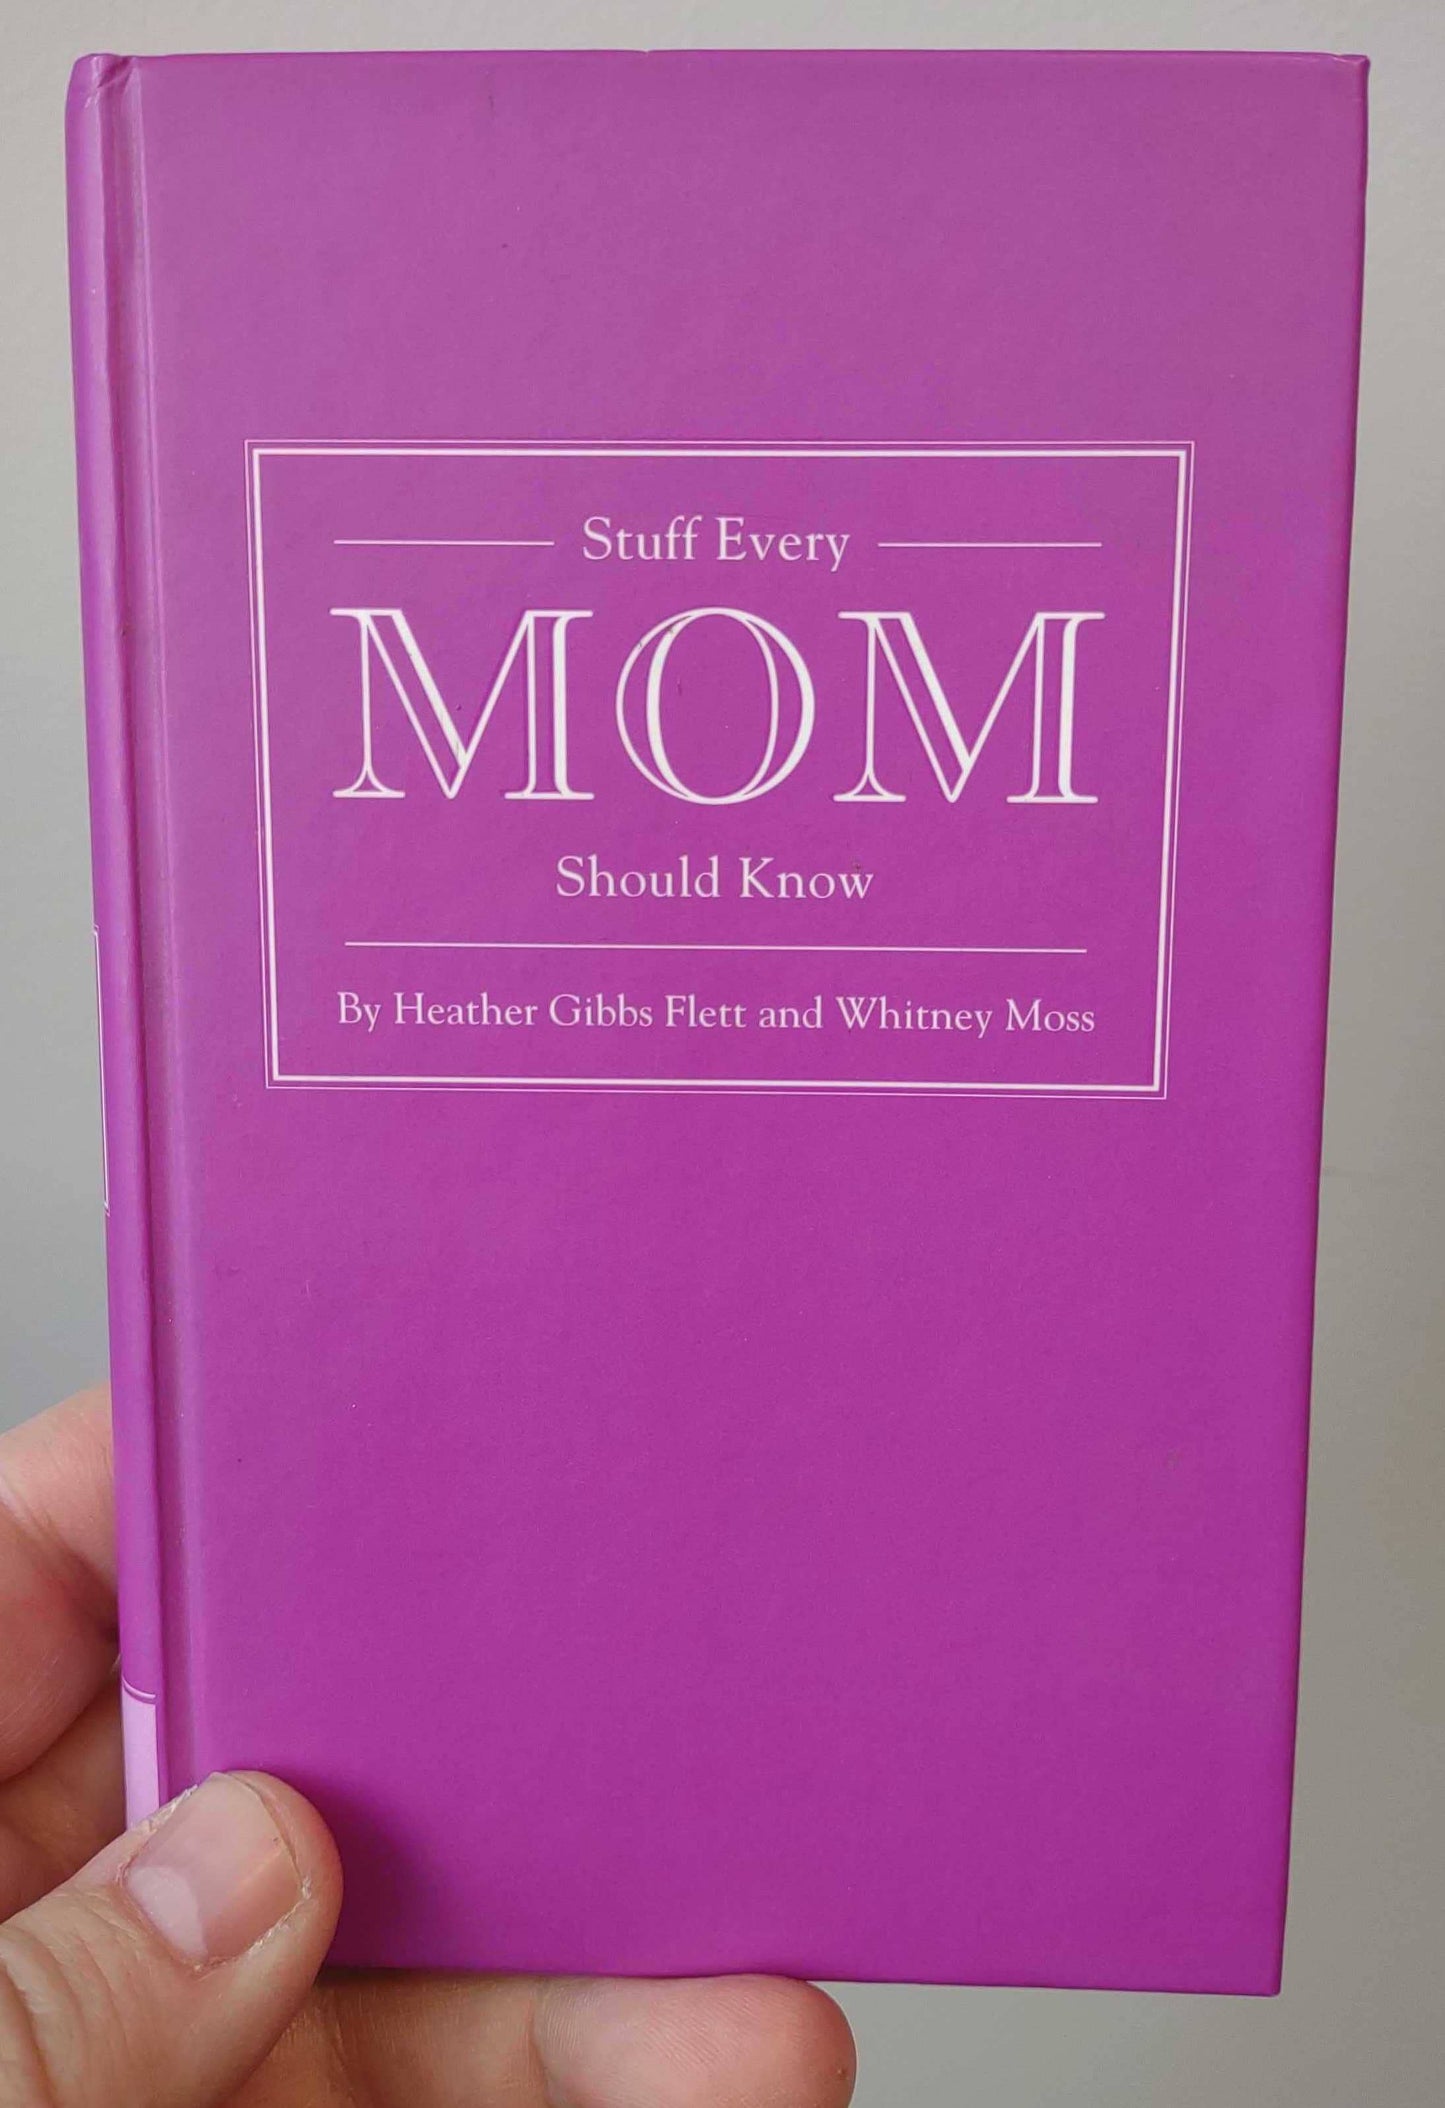 Stuff Every
MOM
Should Know
By Heather Gibbs Flett and Whitney Moss